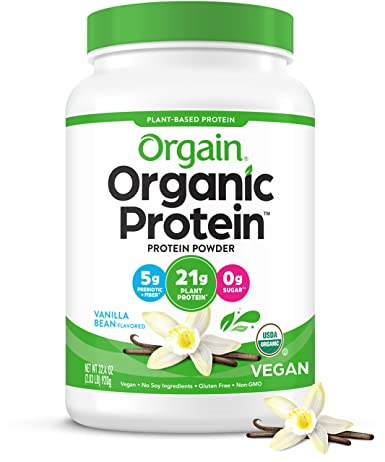 PLANT-BASED PROTEIN
Orgain®
Organic
Protein™
PROTEIN POWDER
5g
PREBIOTIC
+ FIBER*
21g
PLANT
PROTEIN*
0g
SUGAR**
VANILLA
BEAN FLAVORED
USDA
ORGANIC
VEGAN
NET WT 32.4 OZ
(2.03 LB) 920g
Vegan • No Soy Ingredients • Gluten Free • Non-GMO